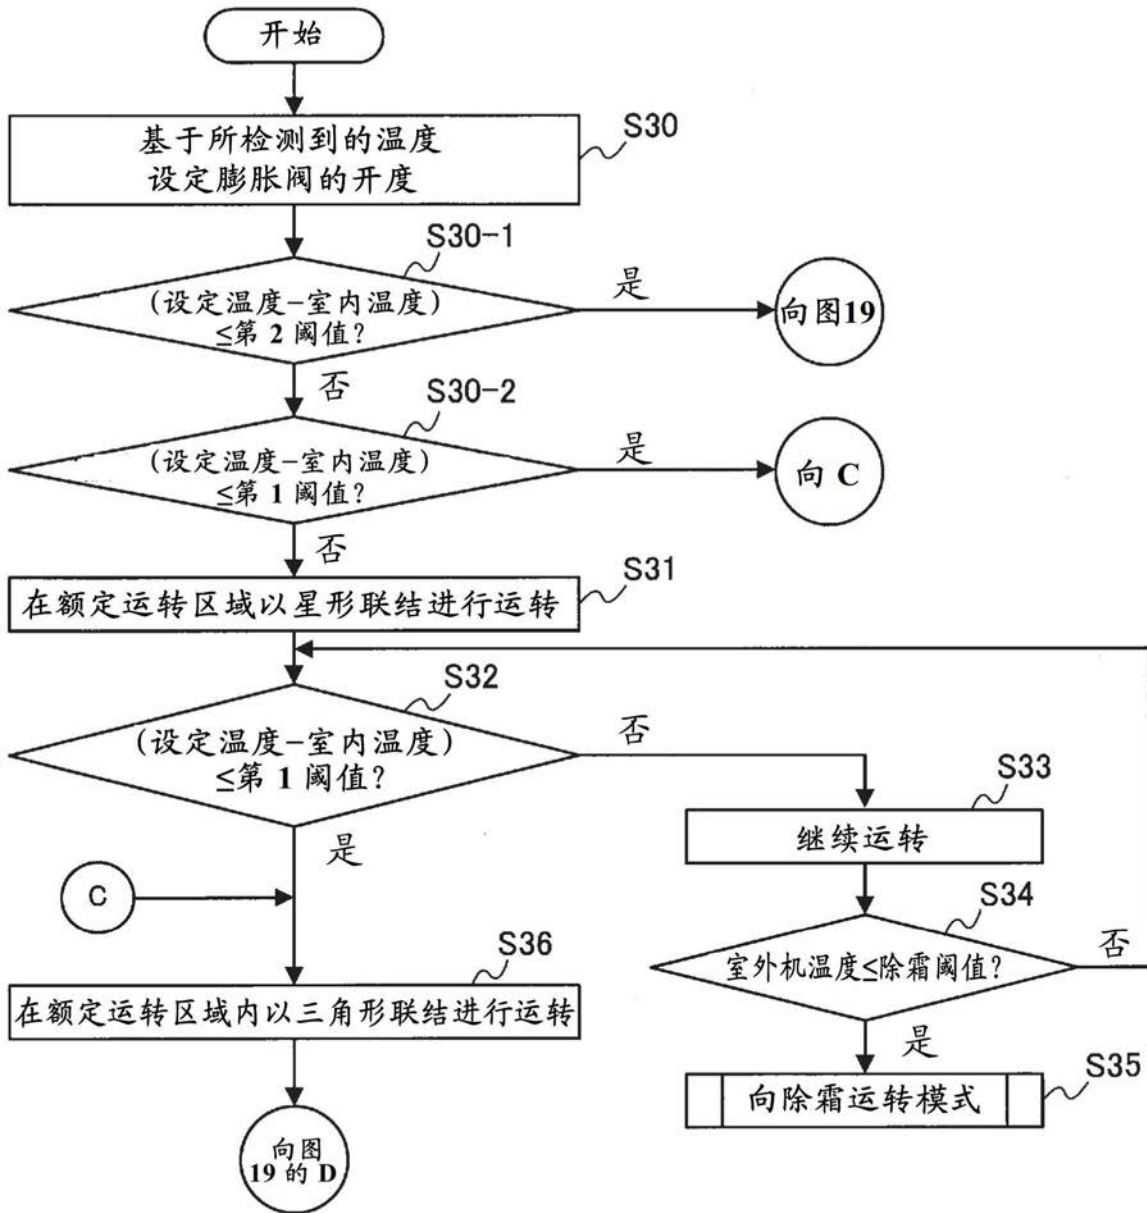 开始
基于所检测到的温度
设定膨胀阀的开度
S30
S30-1
(设定温度-室内温度)
≤第 2 阈值?
是
向图19
否
S30-2
(设定温度-室内温度)
≤第 1 阈值?
是
向 C
否
S31
在额定运转区域以星形联结进行运转
S32
(设定温度-室内温度)
≤第 1 阈值?
否
S33
继续运转
是
C
S34
室外机温度≤除霜阈值?
否
S36
在额定运转区域内以三角形联结进行运转
是
S35
向除霜运转模式
向图
19 的 D